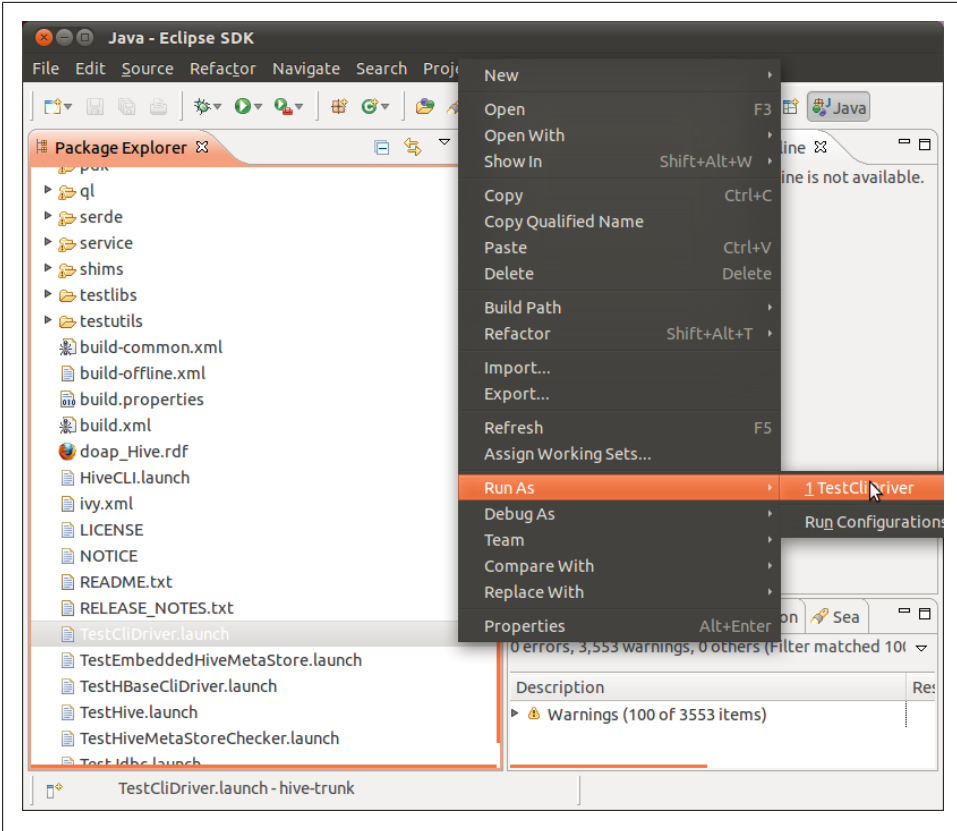 Java - Eclipse SDK
File Edit Source Refactor Navigate Search Proje
Java
Package Explorer
line
ine is not available.
ql
serde
service
shims
testlibs
testutils
build-common.xml
build-offline.xml
build.properties
build.xml
doap_Hive.rdf
HiveCLI.launch
ivy.xml
LICENSE
NOTICE
README.txt
RELEASE_NOTES.txt
TestCliDriver.launch
TestEmbeddedHiveMetaStore.launch
TestHBaseCliDriver.launch
TestHive.launch
TestHiveMetaStoreChecker.launch
New
Open F3
Open With
Show In Shift+Alt+W
Copy Ctrl+C
Copy Qualified Name
Paste Ctrl+V
Delete Delete
Build Path
Refactor Shift+Alt+T
Import...
Export...
Refresh F5
Assign Working Sets...
Run As
Debug As
Team
Compare With
Replace With
Properties Alt+Enter
1 TestCliDriver
Run Configurations
on Sea
0 errors, 3,553 warnings, 0 others (Filter matched 100
Description Res
Warnings (100 of 3553 items)
TestCliDriver.launch - hive-trunk